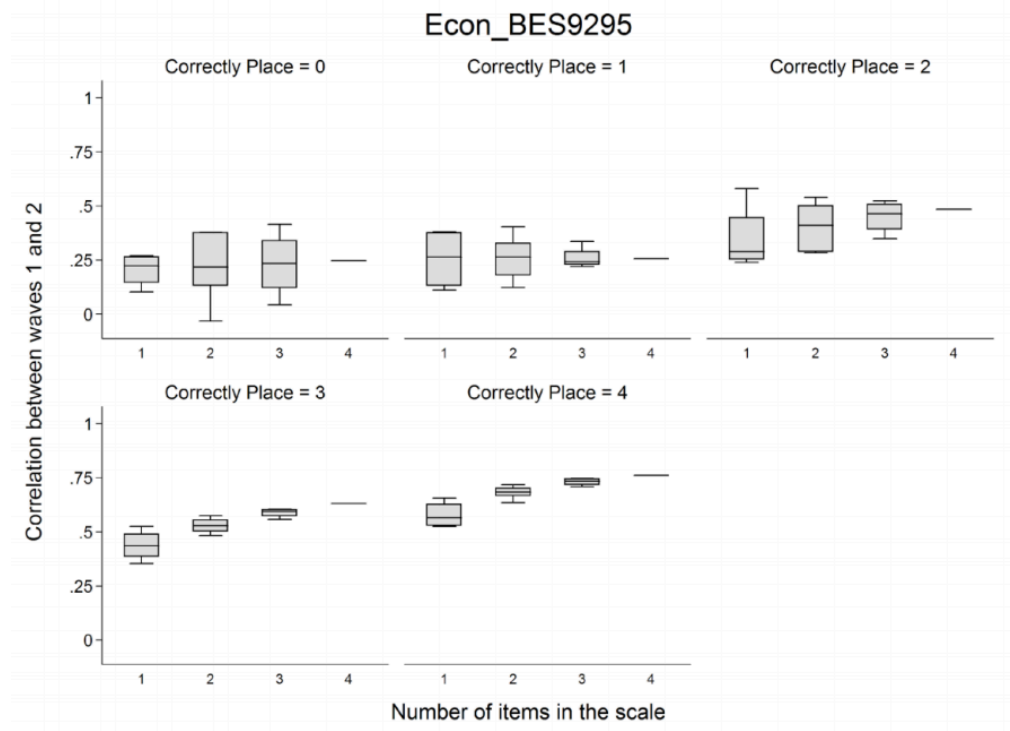 Econ_BES9295
Correctly Place = 0
Correctly Place = 1
Correctly Place = 2
Correlation between waves 1 and 2
1
.75
.5
.25
0
1 2 3 4
1 2 3 4
1 2 3 4
Correctly Place = 3
Correctly Place = 4
1
.75
.5
.25
0
1 2 3 4
1 2 3 4
Number of items in the scale